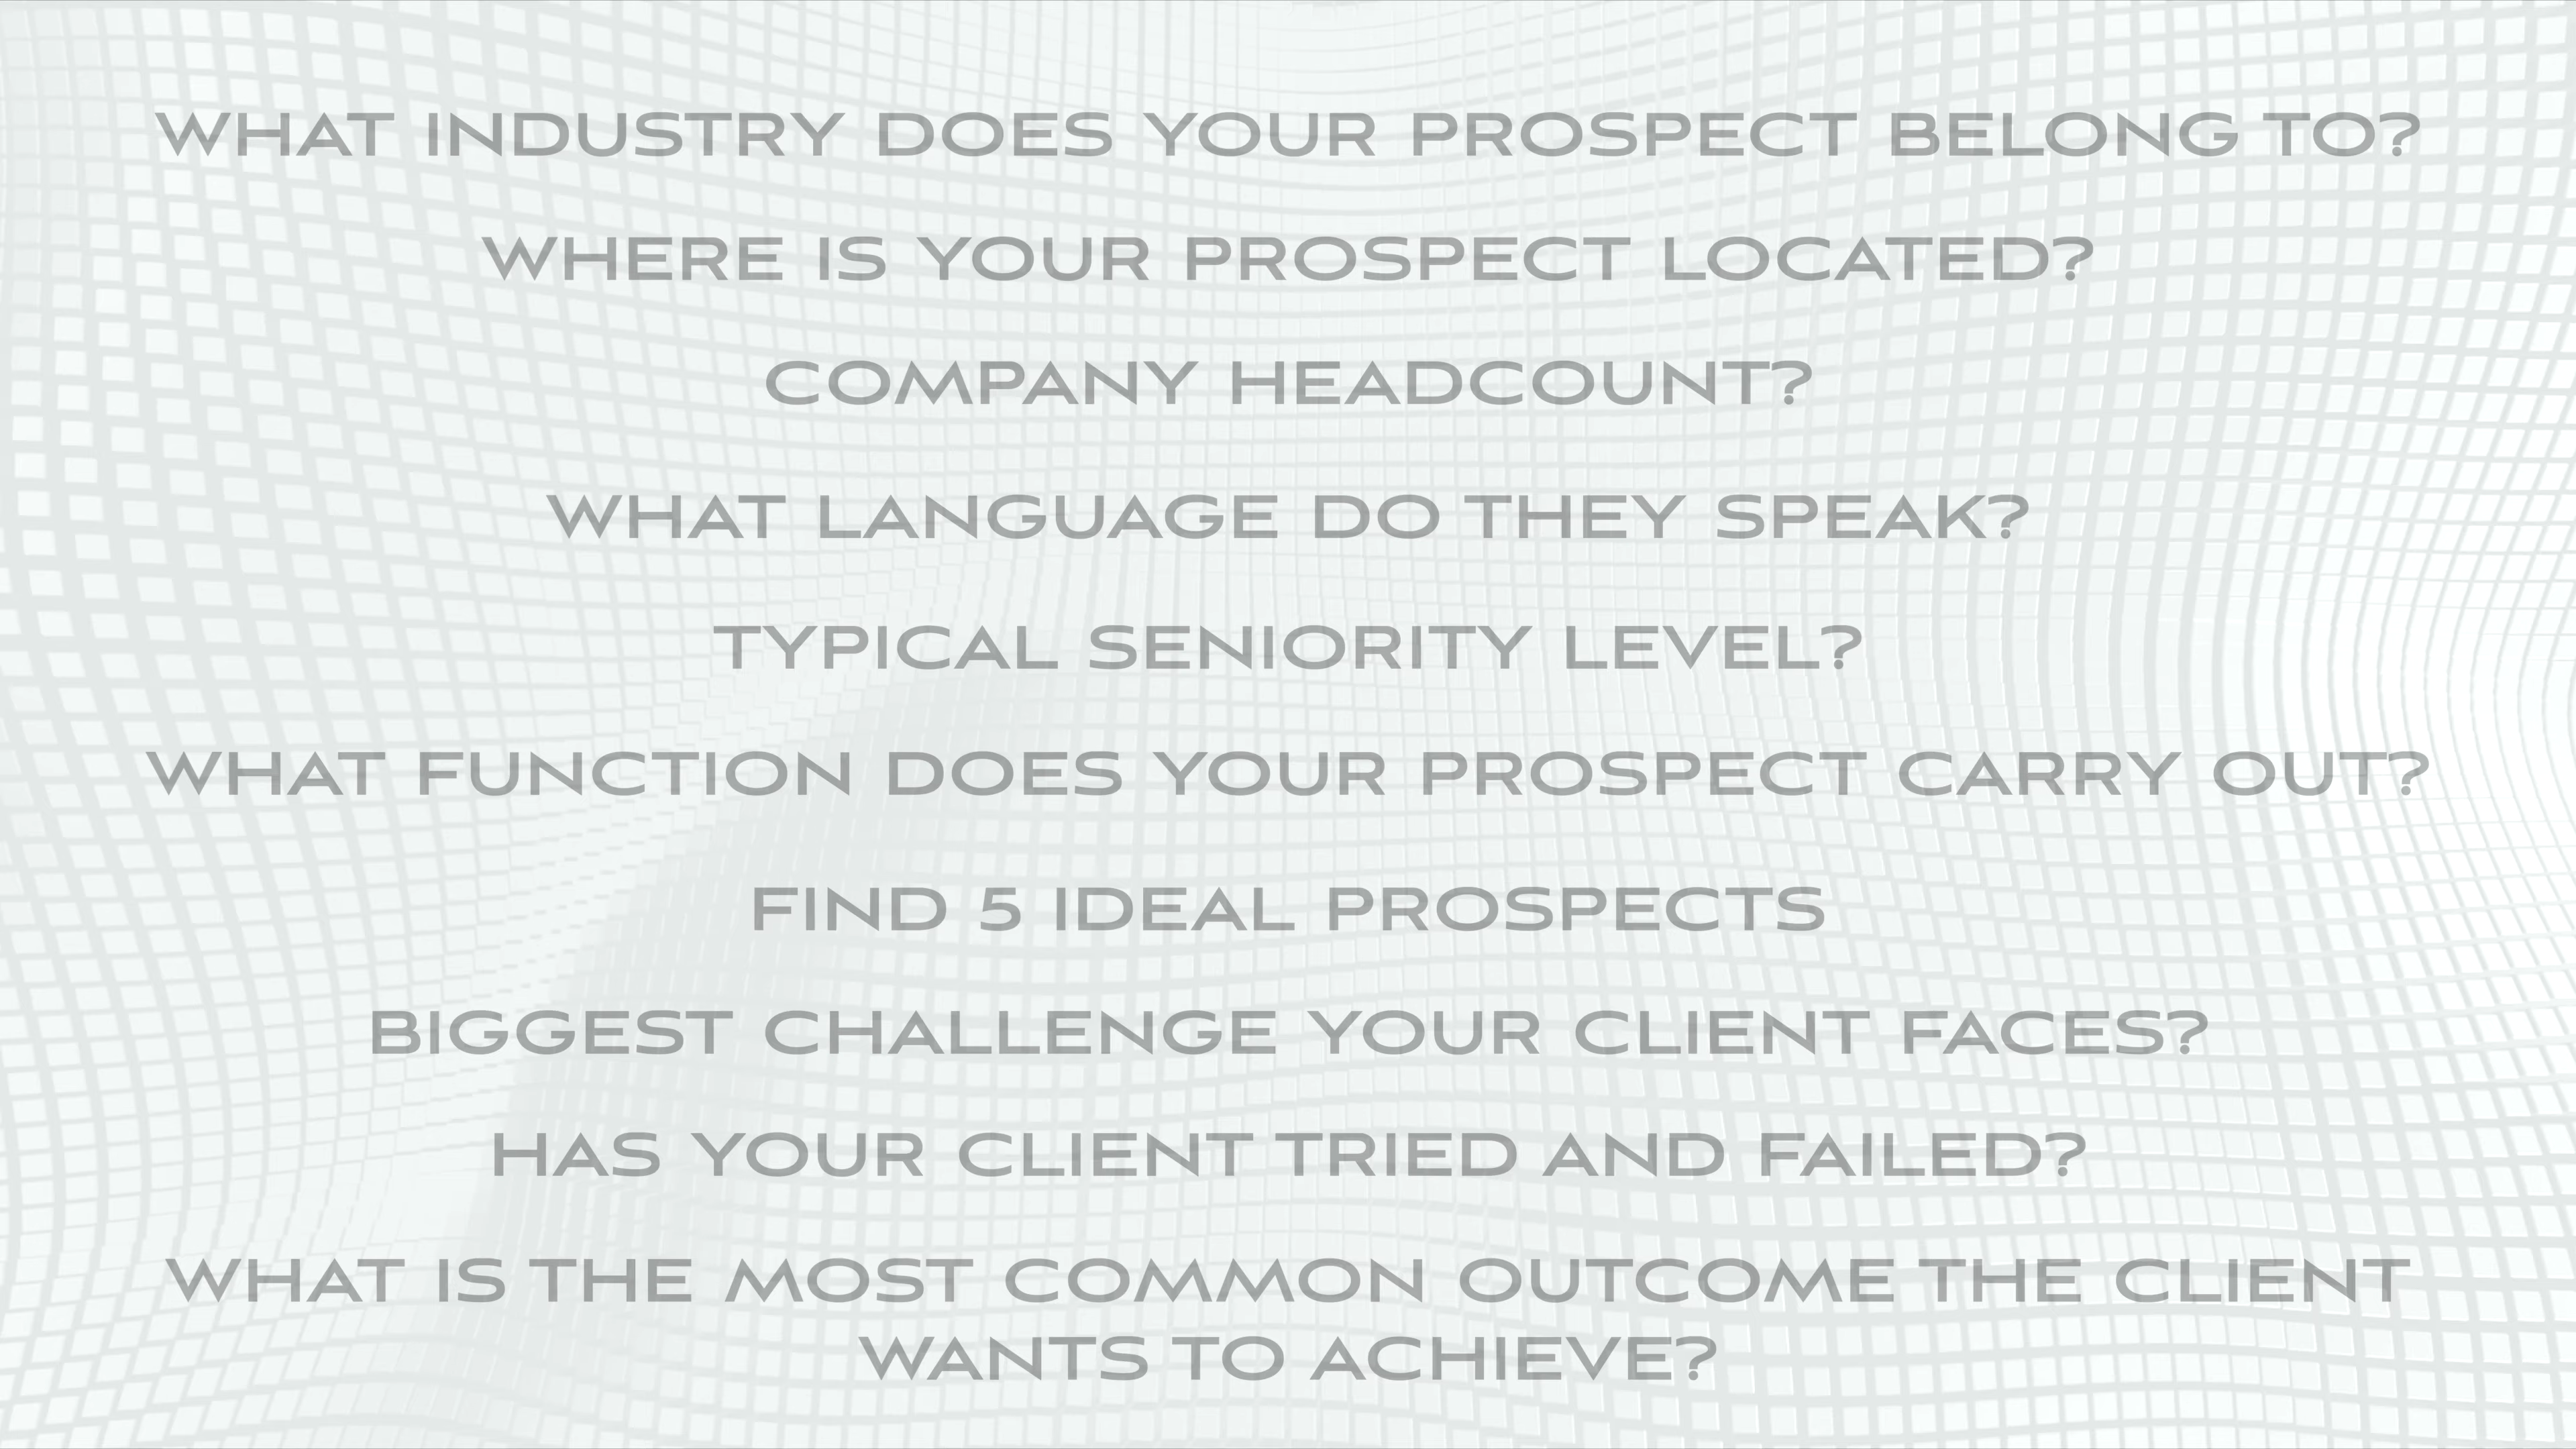 WHAT INDUSTRY DOES YOUR PROSPECT BELONG TO?
WHERE IS YOUR PROSPECT LOCATED?
COMPANY HEADCOUNT?
WHAT LANGUAGE DO THEY SPEAK?
TYPICAL SENIORITY LEVEL?
WHAT FUNCTION DOES YOUR PROSPECT CARRY OUT?
FIND 5 IDEAL PROSPECTS
BIGGEST CHALLENGE YOUR CLIENT FACES?
HAS YOUR CLIENT TRIED AND FAILED?
WHAT IS THE MOST COMMON OUTCOME THE CLIENT
WANTS TO ACHIEVE?